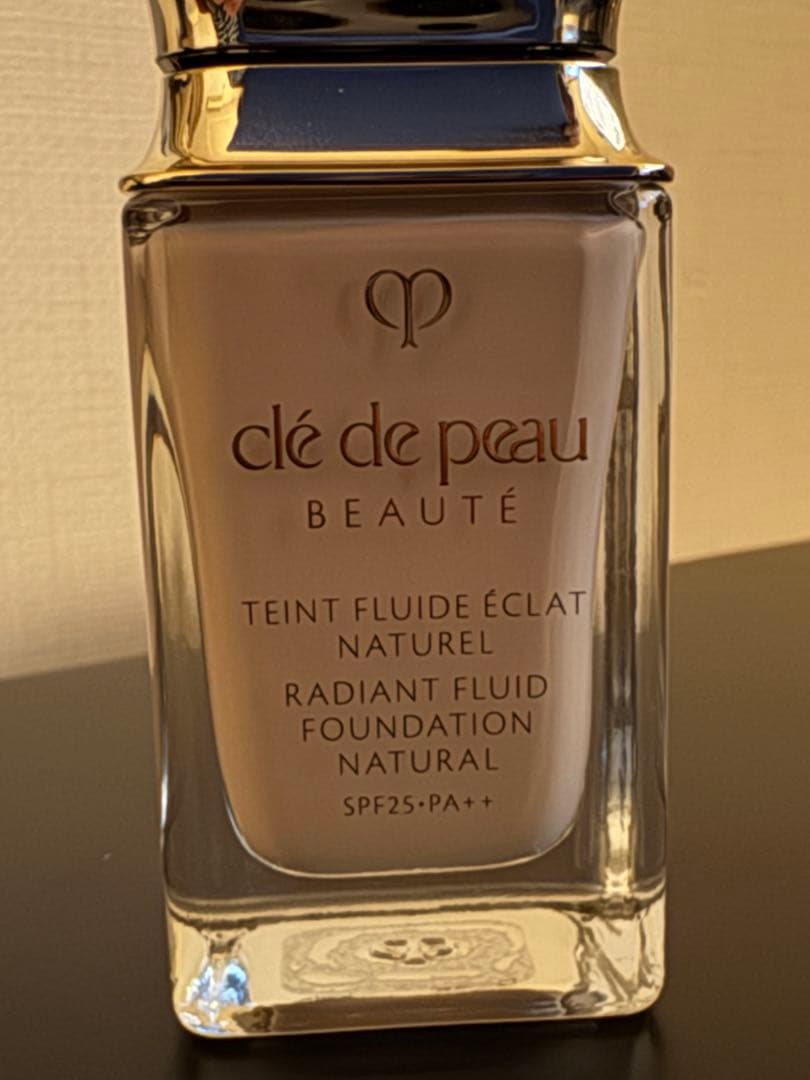 clé de peau
BEAUTÉ
TEINT FLUIDE ÉCLAT
NATUREL
RADIANT FLUID
FOUNDATION
NATURAL
SPF25•PA++